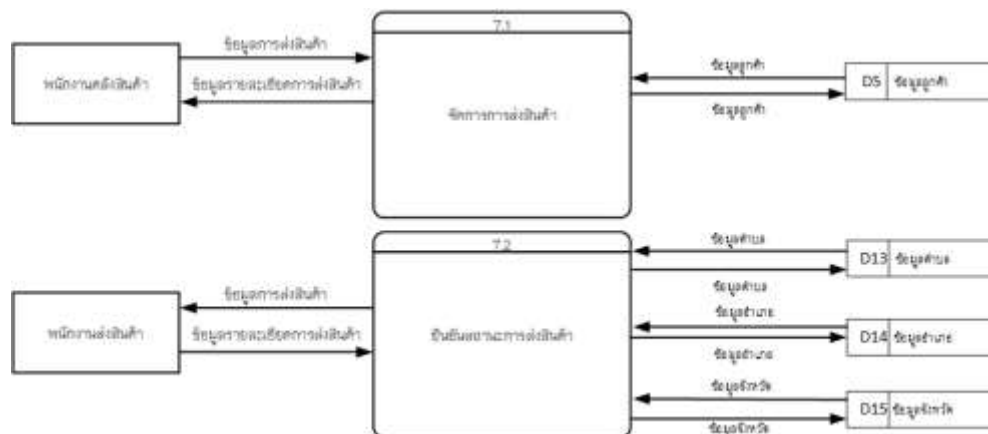 7.1
ข้อมูลการส่งสินค้า
พนักงานคลังสินค้า
ข้อมูลรายละเอียดการส่งสินค้า
จัดการการส่งสินค้า
ข้อมูลลูกค้า
D5 ข้อมูลลูกค้า
ข้อมูลลูกค้า
7.2
ข้อมูลการส่งสินค้า
พนักงานส่งสินค้า
ข้อมูลรายละเอียดการส่งสินค้า
ยืนยันสถานะการส่งสินค้า
ข้อมูลตำบล
D13 ข้อมูลตำบล
ข้อมูลตำบล
ข้อมูลอำเภอ
D14 ข้อมูลอำเภอ
ข้อมูลอำเภอ
ข้อมูลจังหวัด
D15 ข้อมูลจังหวัด
ข้อมูลจังหวัด